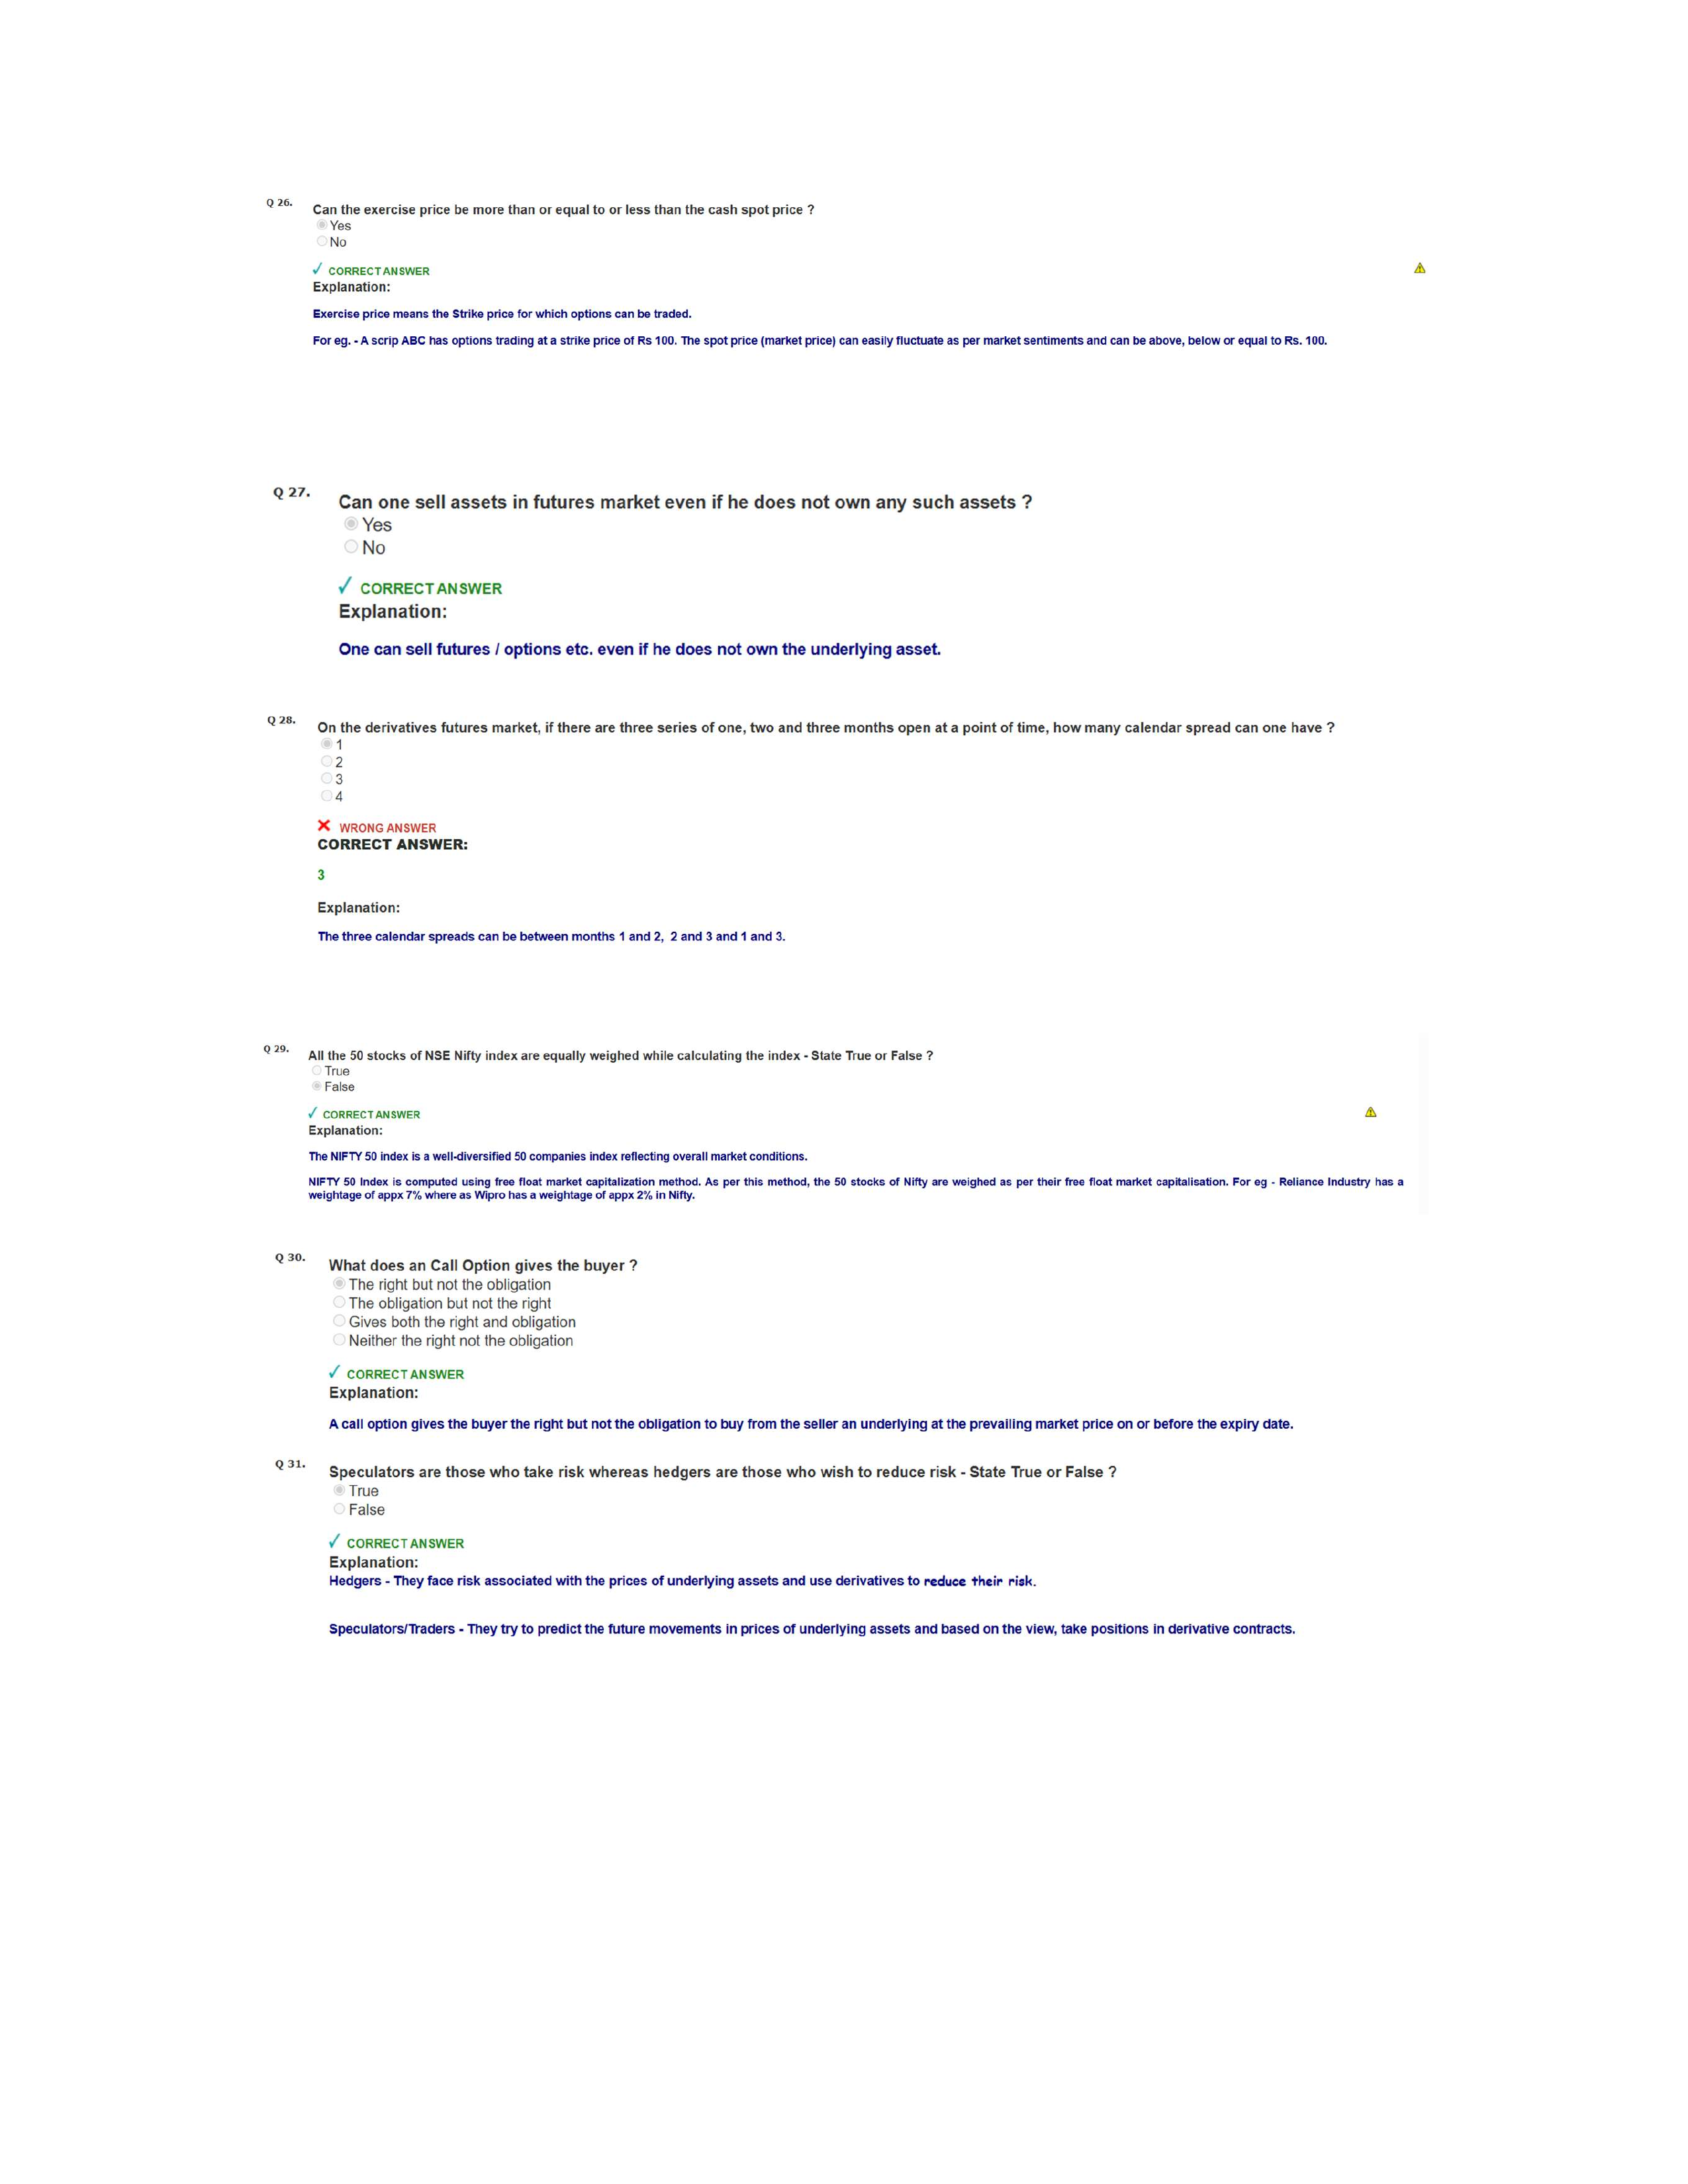 Q 26.
Can the exercise price be more than or equal to or less than the cash spot price ?
Yes
No
✓ CORRECT ANSWER
Explanation:
Exercise price means the Strike price for which options can be traded.
For eg. - A scrip ABC has options trading at a strike price of Rs 100. The spot price (market price) can easily fluctuate as per market sentiments and can be above, below or equal to Rs. 100.
Q 27.
Can one sell assets in futures market even if he does not own any such assets ?
Yes
No
✓ CORRECT ANSWER
Explanation:
One can sell futures / options etc. even if he does not own the underlying asset.
Q 28.
On the derivatives futures market, if there are three series of one, two and three months open at a point of time, how many calendar spread can one have ?
1
2
3
4
✕ WRONG ANSWER
CORRECT ANSWER:
3
Explanation:
The three calendar spreads can be between months 1 and 2, 2 and 3 and 1 and 3.
Q 29.
All the 50 stocks of NSE Nifty index are equally weighed while calculating the index - State True or False ?
True
False
✓ CORRECT ANSWER
Explanation:
The NIFTY 50 index is a well-diversified 50 companies index reflecting overall market conditions.
NIFTY 50 Index is computed using free float market capitalization method. As per this method, the 50 stocks of Nifty are weighed as per their free float market capitalisation. For eg - Reliance Industry has a
weightage of appx 7% where as Wipro has a weightage of appx 2% in Nifty.
Q 30.
What does an Call Option gives the buyer ?
The right but not the obligation
The obligation but not the right
Gives both the right and obligation
Neither the right not the obligation
✓ CORRECT ANSWER
Explanation:
A call option gives the buyer the right but not the obligation to buy from the seller an underlying at the prevailing market price on or before the expiry date.
Q 31.
Speculators are those who take risk whereas hedgers are those who wish to reduce risk - State True or False ?
True
False
✓ CORRECT ANSWER
Explanation:
Hedgers - They face risk associated with the prices of underlying assets and use derivatives to reduce their risk.
Speculators/Traders - They try to predict the future movements in prices of underlying assets and based on the view, take positions in derivative contracts.